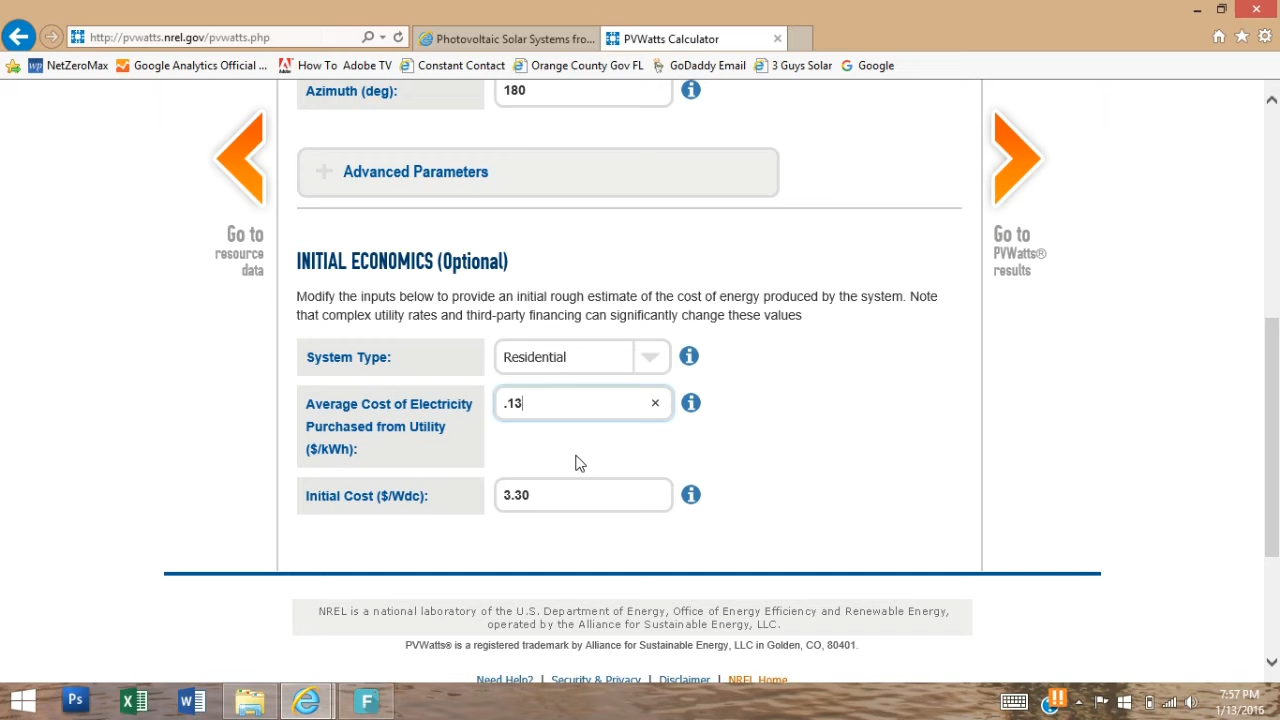 http://pvwatts.nrel.gov/pvwatts.php
Photovoltaic Solar Systems fro...
PVWatts Calculator
NetZeroMax
Google Analytics Official ...
How To Adobe TV
Constant Contact
Orange County Gov FL
GoDaddy Email
3 Guys Solar
Google
Azimuth (deg):
180
Advanced Parameters
Go to
resource
data
Go to
PVWatts®
results
INITIAL ECONOMICS (Optional)
Modify the inputs below to provide an initial rough estimate of the cost of energy produced by the system. Note
that complex utility rates and third-party financing can significantly change these values
System Type:
Residential
Average Cost of Electricity
Purchased from Utility
($/kWh):
.13
Initial Cost ($/Wdc):
3.30
NREL is a national laboratory of the U.S. Department of Energy, Office of Energy Efficiency and Renewable Energy,
operated by the Alliance for Sustainable Energy, LLC.
PVWatts® is a registered trademark by Alliance for Sustainable Energy, LLC in Golden, CO, 80401.
Need Help? | Security & Privacy | Disclaimer | NREL Home
7:57 PM
1/13/2016